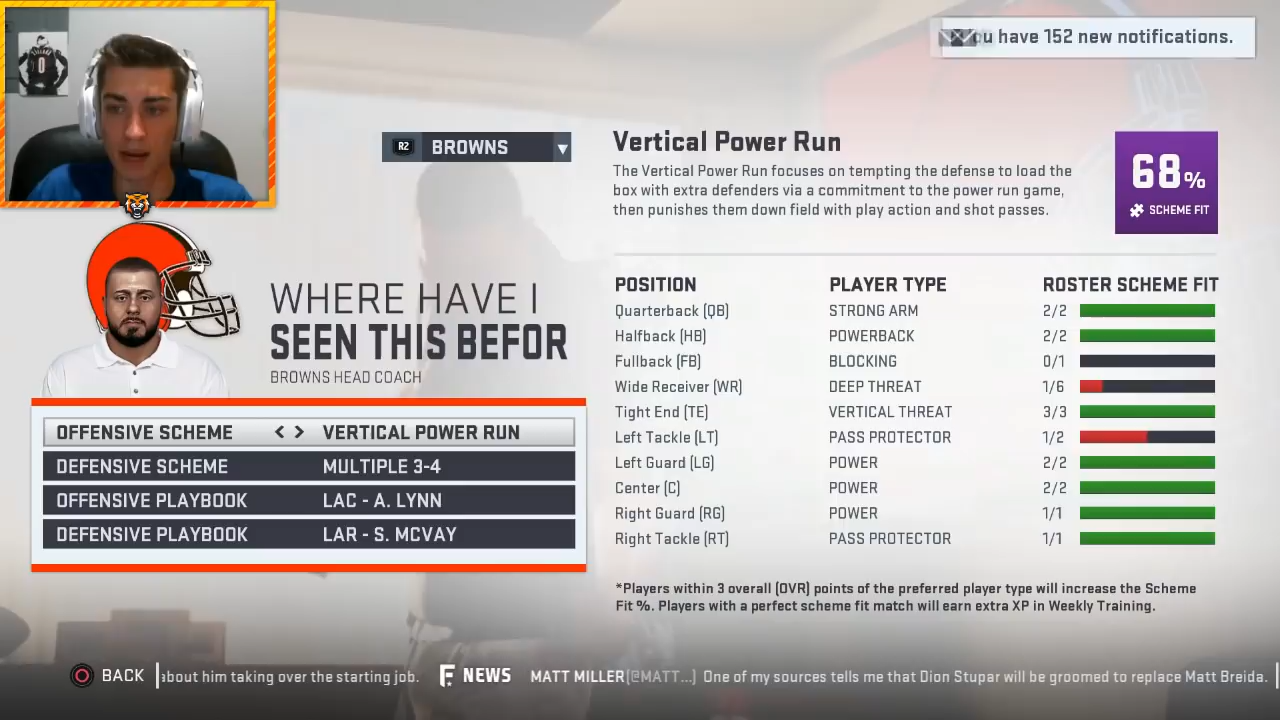 0
ou have 152 new notifications.
R2 BROWNS
Vertical Power Run
The Vertical Power Run focuses on tempting the defense to load the
box with extra defenders via a commitment to the power run game,
then punishes them down field with play action and shot passes.
68%
SCHEME FIT
WHERE HAVE I
SEEN THIS BEFOR
BROWNS HEAD COACH
OFFENSIVE SCHEME < > VERTICAL POWER RUN
DEFENSIVE SCHEME MULTIPLE 3-4
OFFENSIVE PLAYBOOK LAC - A. LYNN
DEFENSIVE PLAYBOOK LAR - S. MCVAY
POSITION PLAYER TYPE ROSTER SCHEME FIT
Quarterback (QB) STRONG ARM 2/2
Halfback (HB) POWERBACK 2/2
Fullback (FB) BLOCKING 0/1
Wide Receiver (WR) DEEP THREAT 1/6
Tight End (TE) VERTICAL THREAT 3/3
Left Tackle (LT) PASS PROTECTOR 1/2
Left Guard (LG) POWER 2/2
Center (C) POWER 2/2
Right Guard (RG) POWER 1/1
Right Tackle (RT) PASS PROTECTOR 1/1
*Players within 3 overall (OVR) points of the preferred player type will increase the Scheme
Fit %. Players with a perfect scheme fit match will earn extra XP in Weekly Training.
BACK about him taking over the starting job. F NEWS MATT MILLER(@MATT...) One of my sources tells me that Dion Stupar will be groomed to replace Matt Breida.